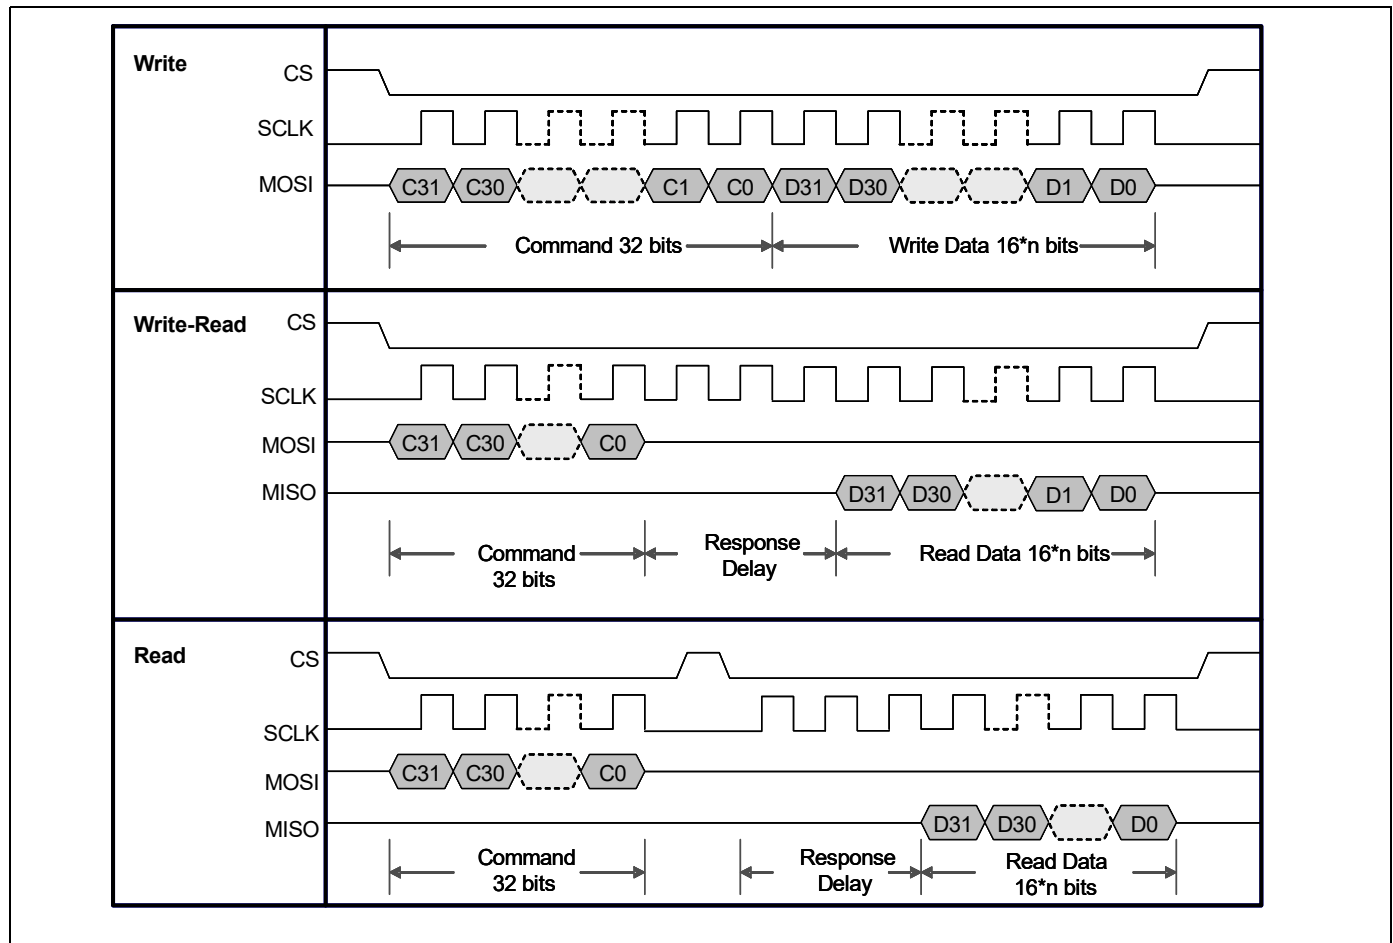 Write
CS
SCLK
MOSI
C31 C30 C1 C0 D31 D30 D1 D0
Command 32 bits Write Data 16*n bits
Write-Read CS
SCLK
MOSI
C31 C30 C0
MISO
D31 D30 D1 D0
Command
32 bits
Response
Delay
Read Data 16*n bits
Read CS
SCLK
MOSI
C31 C30 C0
MISO
D31 D30 D0
Command
32 bits
Response
Delay
Read Data
16*n bits